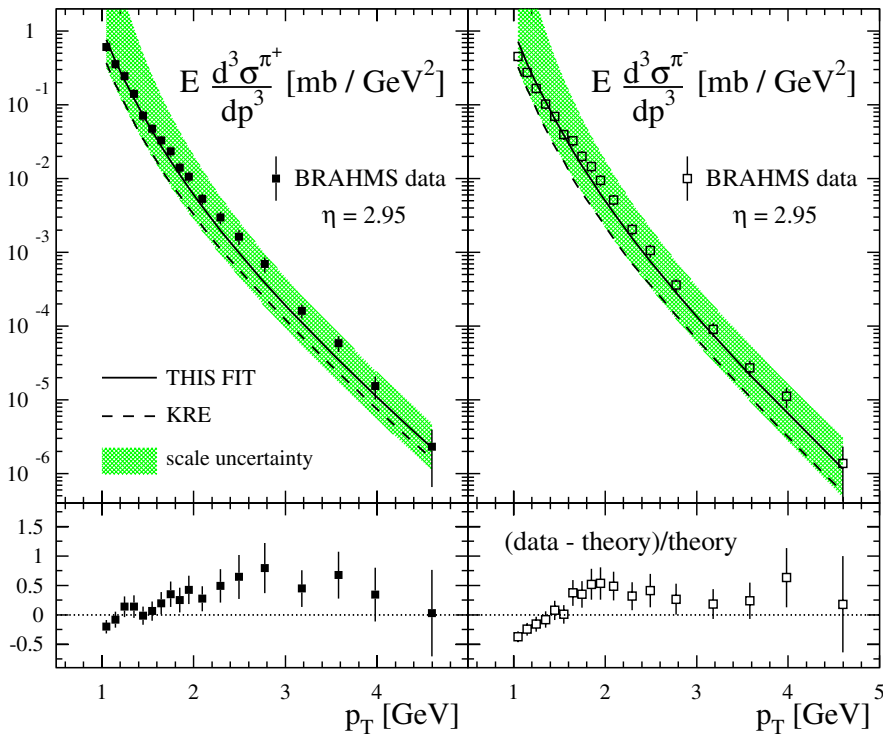 E d³σ^π⁺ / dp³ [mb / GeV²]
BRAHMS data
η = 2.95
THIS FIT
KRE
scale uncertainty
1
10⁻¹
10⁻²
10⁻³
10⁻⁴
10⁻⁵
10⁻⁶
E d³σ^π⁻ / dp³ [mb / GeV²]
BRAHMS data
η = 2.95
1.5
1
0.5
0
-0.5
(data - theory)/theory
1 2 3 4
p_T [GeV]
1 2 3 4 5
p_T [GeV]